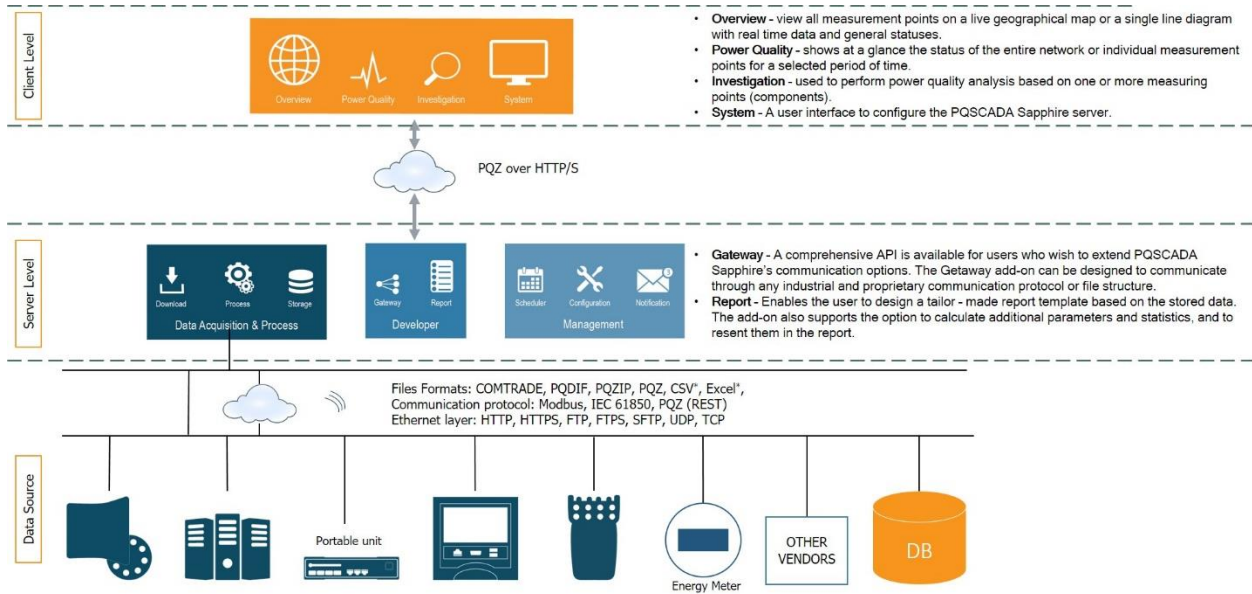 Client Level
Overview
Power Quality
Investigation
System
• Overview - view all measurement points on a live geographical map or a single line diagram
with real time data and general statuses.
• Power Quality - shows at a glance the status of the entire network or individual measurement
points for a selected period of time.
• Investigation - used to perform power quality analysis based on one or more measuring
points (components).
• System - A user interface to configure the PQSCADA Sapphire server.
PQZ over HTTP/S
Server Level
Download
Process
Storage
Data Acquisition & Process
Gateway
Report
Developer
Scheduler
Configuration
Notification
Management
• Gateway - A comprehensive API is available for users who wish to extend PQSCADA
Sapphire's communication options. The Getaway add-on can be designed to communicate
through any industrial and proprietary communication protocol or file structure.
• Report - Enables the user to design a tailor - made report template based on the stored data.
The add-on also supports the option to calculate additional parameters and statistics, and to
resent them in the report.
Files Formats: COMTRADE, PQDIF, PQZIP, PQZ, CSV*, Excel*,
Communication protocol: Modbus, IEC 61850, PQZ (REST)
Ethernet layer: HTTP, HTTPS, FTP, FTPS, SFTP, UDP, TCP
Data Source
Portable unit
Energy Meter
OTHER
VENDORS
DB